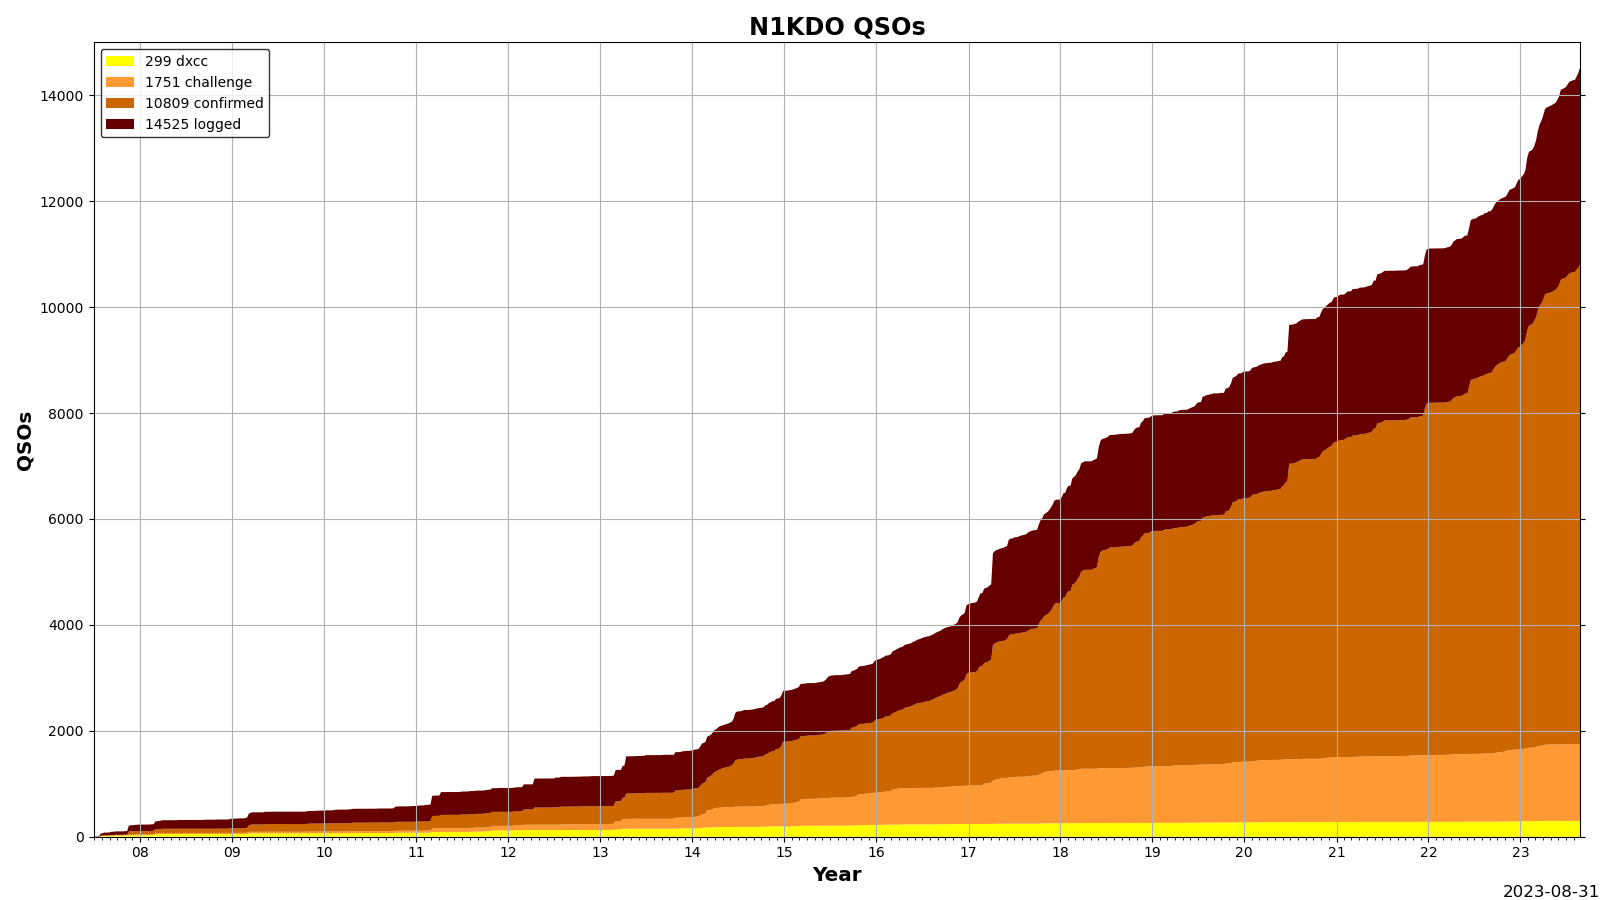 N1KDO QSOs
299 dxcc
1751 challenge
10809 confirmed
14525 logged
14000
12000
10000
8000
6000
4000
2000
0
QSOs
08 09 10 11 12 13 14 15 16 17 18 19 20 21 22 23
Year
2023-08-31